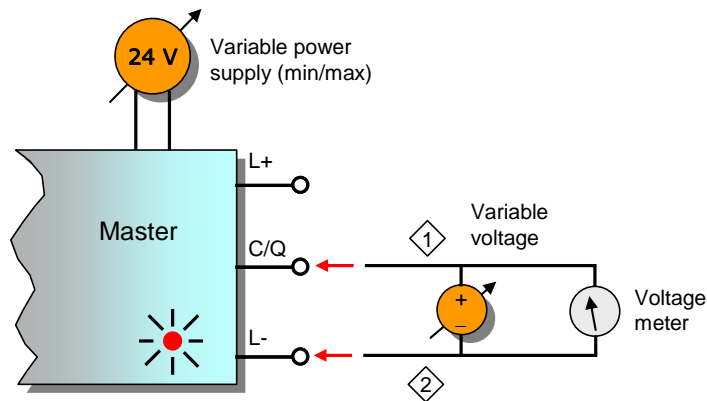 24 V
Variable power
supply (min/max)
L+
Master
C/Q
1
Variable
voltage
+
–
Voltage
meter
L-
2